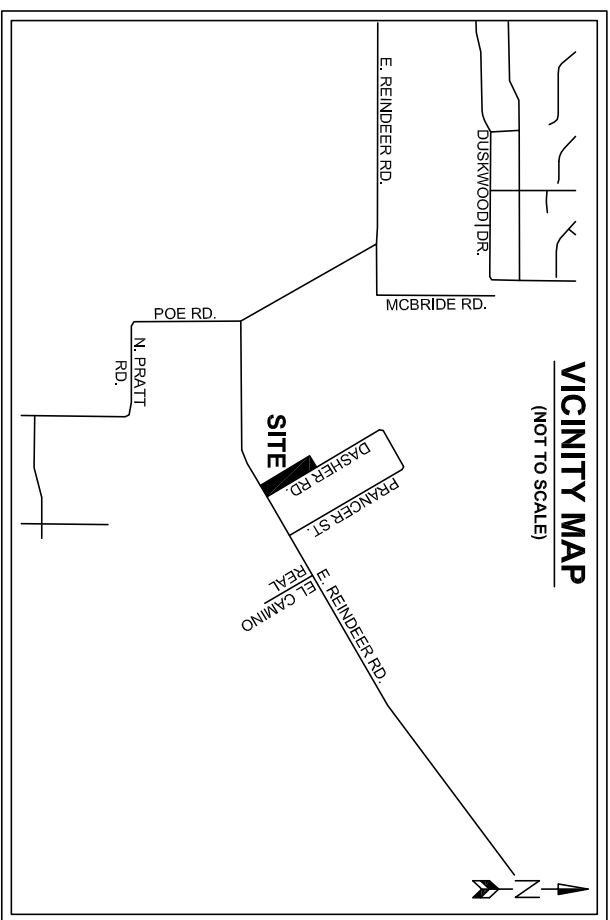 VICINITY MAP
(NOT TO SCALE)
E. REINDEER RD.
DUSKWOOD DR.
MCBRIDE RD.
POE RD.
N. PRATT
RD.
SITE
DASHER RD.
PRANCER ST.
EL CAMINO
REAL
E. REINDEER RD.
N